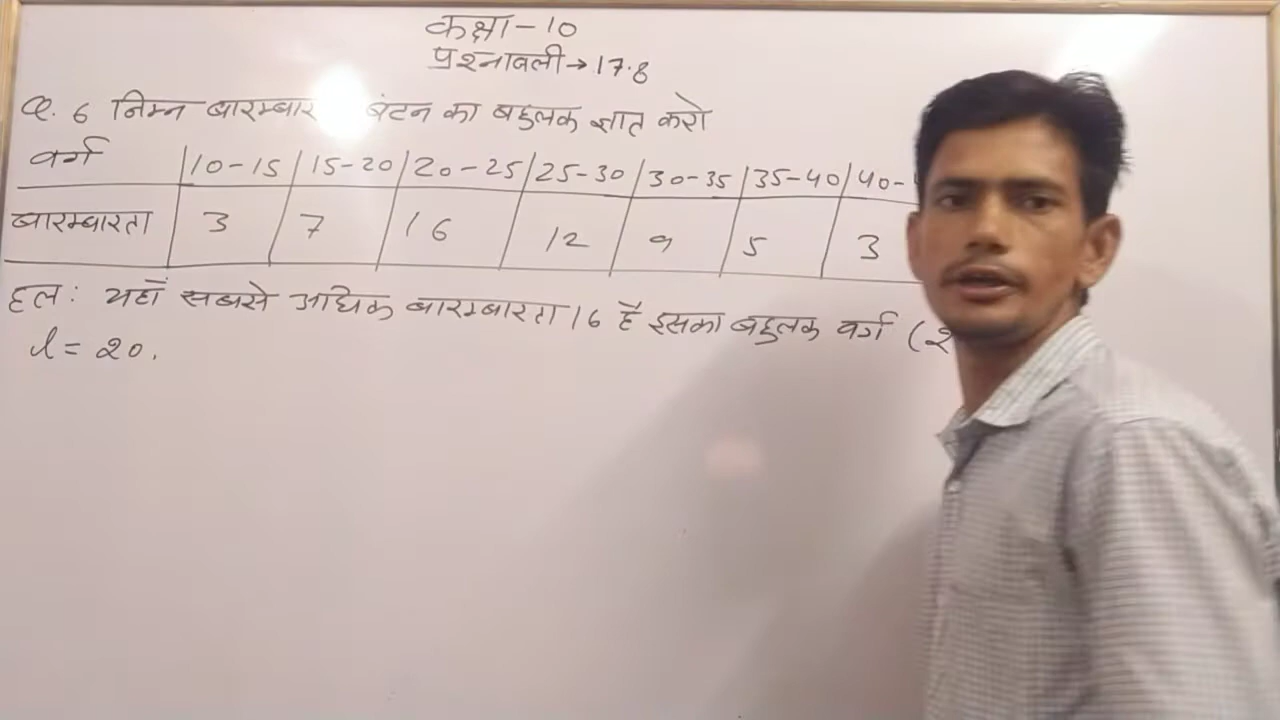 कक्षा-10
प्रश्नावली→17.8
Q. 6 निम्न बारम्बार बंटन का बहुलक ज्ञात करो
वर्ग 10-15 15-20 20-25 25-30 30-35 35-40 40-
बारम्बारता 3 7 16 12 9 5 3
हल: यहाँ सबसे अधिक बारम्बारता 16 है इसका बहुलक वर्ग (2
l = 20.